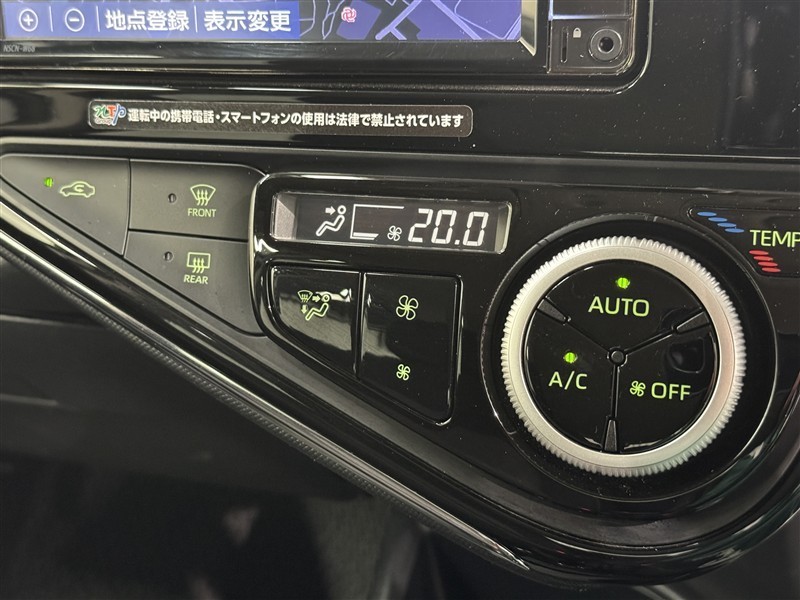 地点登録 表示変更
NSCN-W68
運転中の携帯電話・スマートフォンの使用は法律で禁止されています
FRONT
REAR
20.0
TEMP
AUTO
A/C
OFF